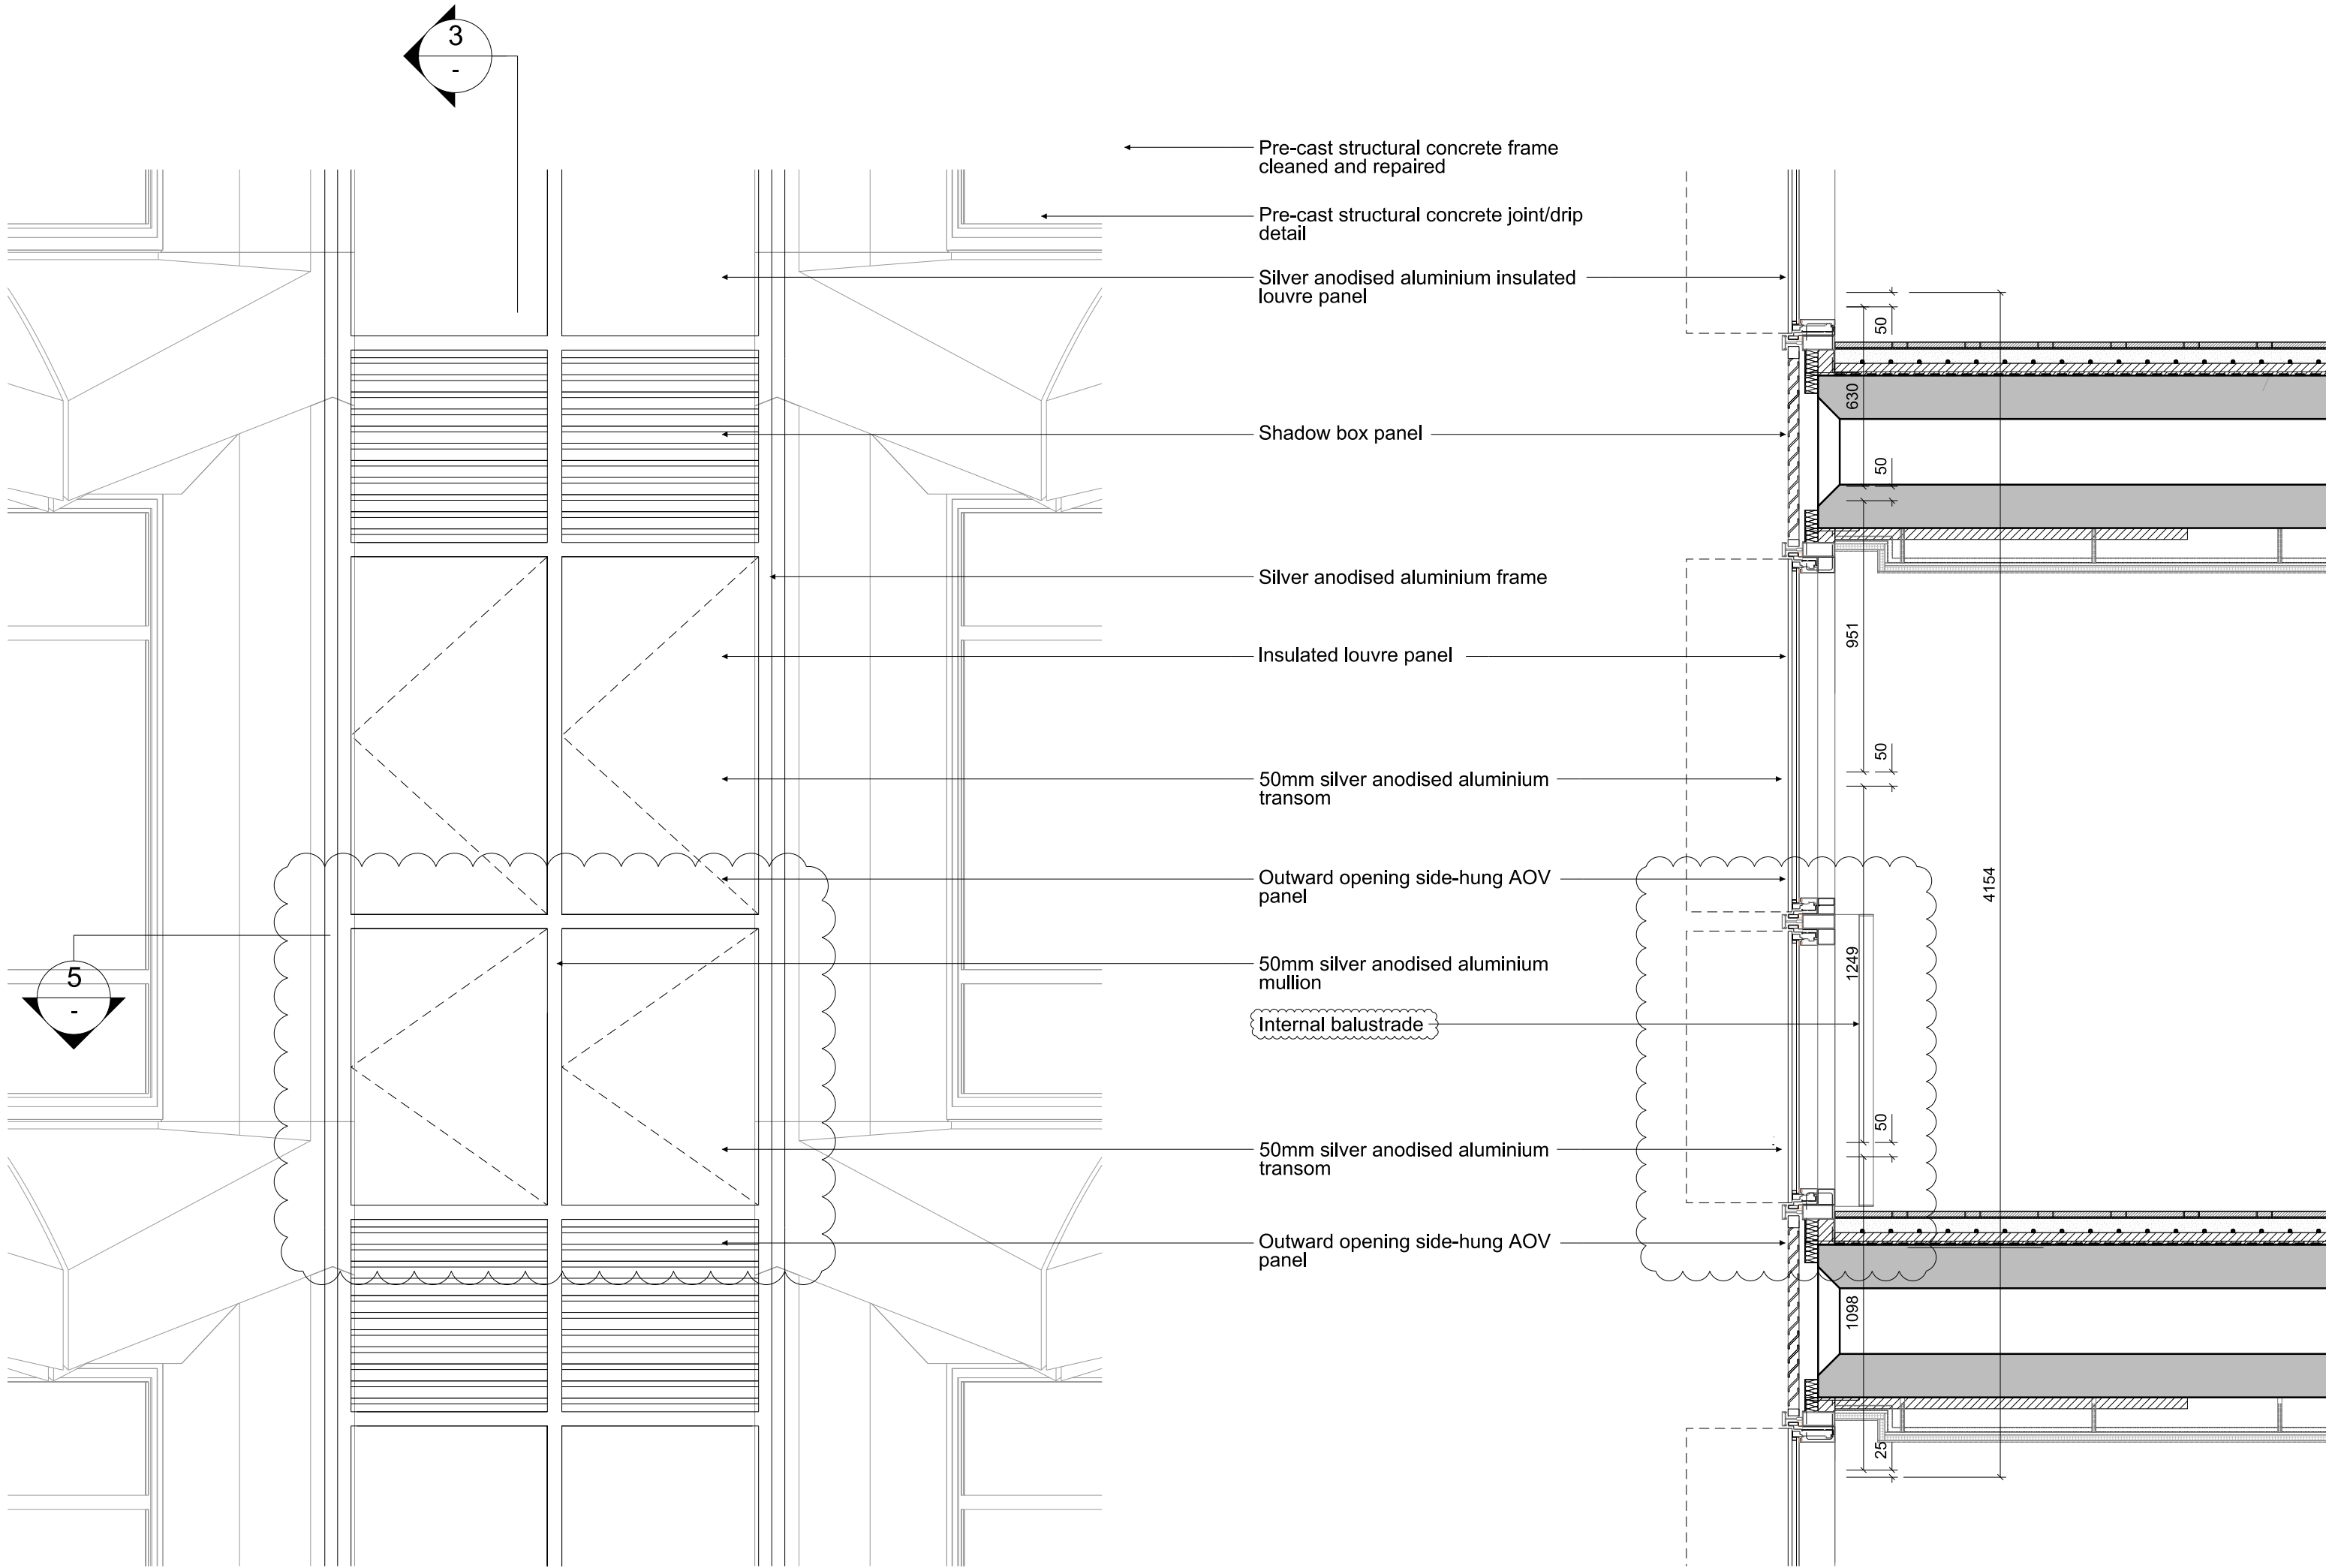 3
-
Pre-cast structural concrete frame
cleaned and repaired
Pre-cast structural concrete joint/drip
detail
Silver anodised aluminium insulated
louvre panel
50
630
Shadow box panel
50
Silver anodised aluminium frame
951
Insulated louvre panel
50
50mm silver anodised aluminium
transom
Outward opening side-hung AOV
panel
4154
50mm silver anodised aluminium
mullion
1249
5
-
Internal balustrade
50
50mm silver anodised aluminium
transom
Outward opening side-hung AOV
panel
1098
25